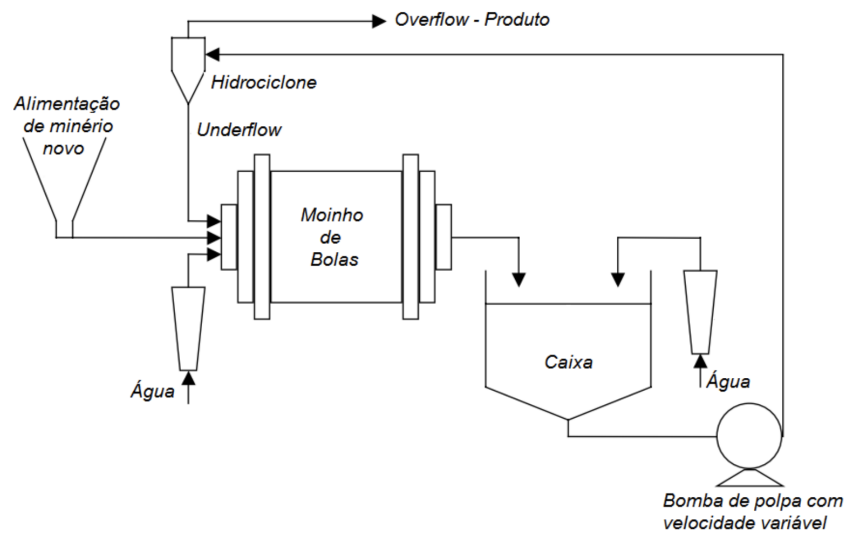 Overflow - Produto
Hidrociclone
Alimentação
de minério
novo
Underflow
Moinho
de
Bolas
Caixa
Água
Água
Bomba de polpa com
velocidade variável